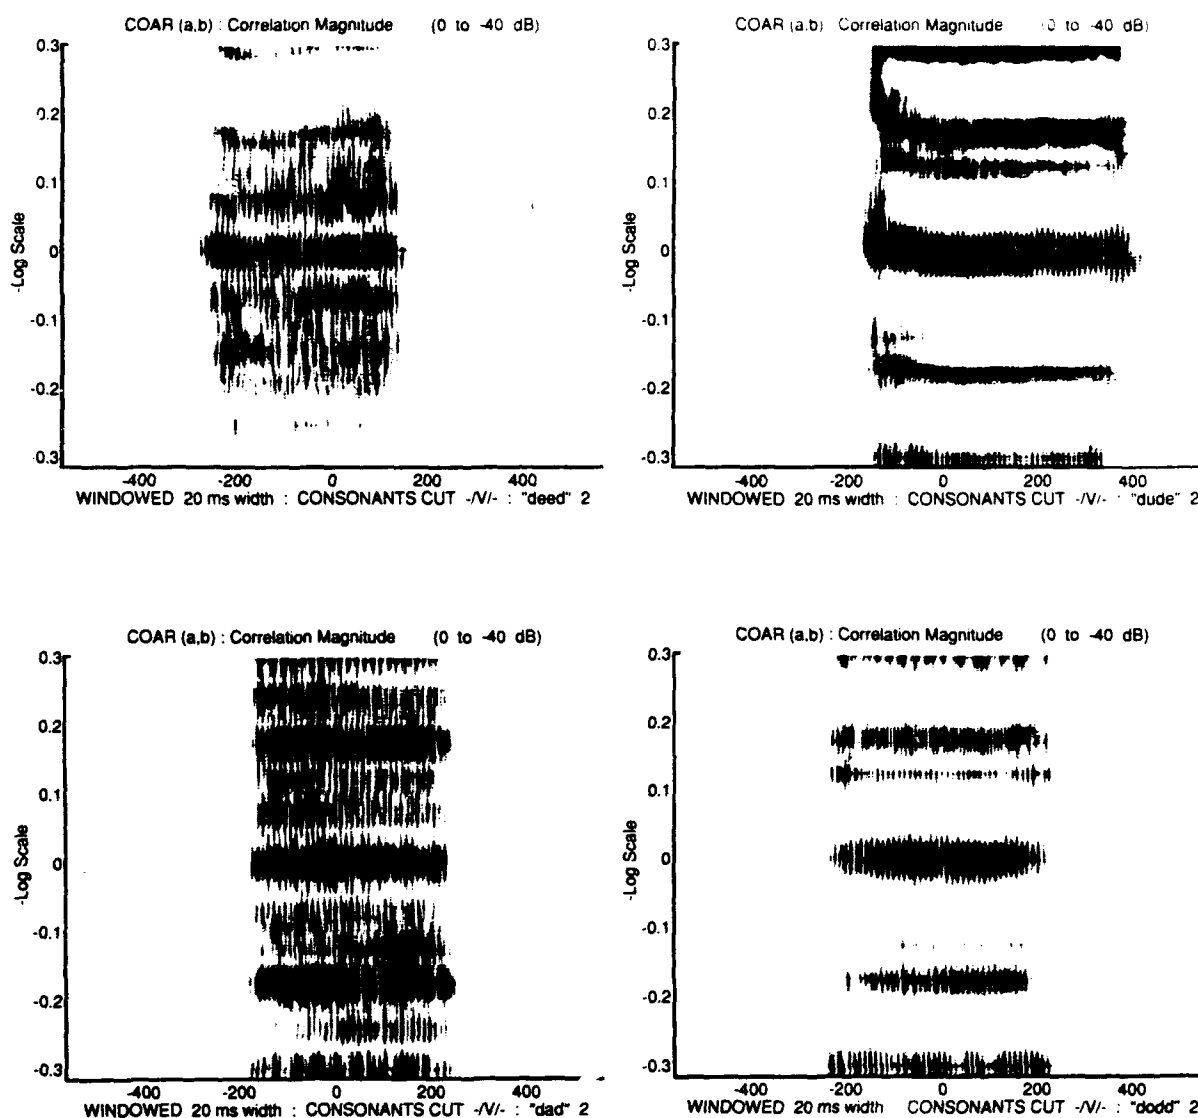 COAR (a,b) : Correlation Magnitude (0 to -40 dB)
0.3
0.2
0.1
0
-0.1
-0.2
-0.3
-Log Scale
-400 -200 0 200 400
WINDOWED 20 ms width : CONSONANTS CUT -/V/- : "deed" 2
COAR (a,b) : Correlation Magnitude (0 to -40 dB)
0.3
0.2
0.1
0
-0.1
-0.2
-0.3
-Log Scale
-400 -200 0 200 400
WINDOWED 20 ms width : CONSONANTS CUT -/V/- : "dude" 2
COAR (a,b) : Correlation Magnitude (0 to -40 dB)
0.3
0.2
0.1
0
-0.1
-0.2
-0.3
-Log Scale
-400 -200 0 200 400
WINDOWED 20 ms width : CONSONANTS CUT -/V/- : "dad" 2
COAR (a,b) : Correlation Magnitude (0 to -40 dB)
0.3
0.2
0.1
0
-0.1
-0.2
-0.3
-Log Scale
-400 -200 0 200 400
WINDOWED 20 ms width : CONSONANTS CUT -/V/- : "dodd" 2